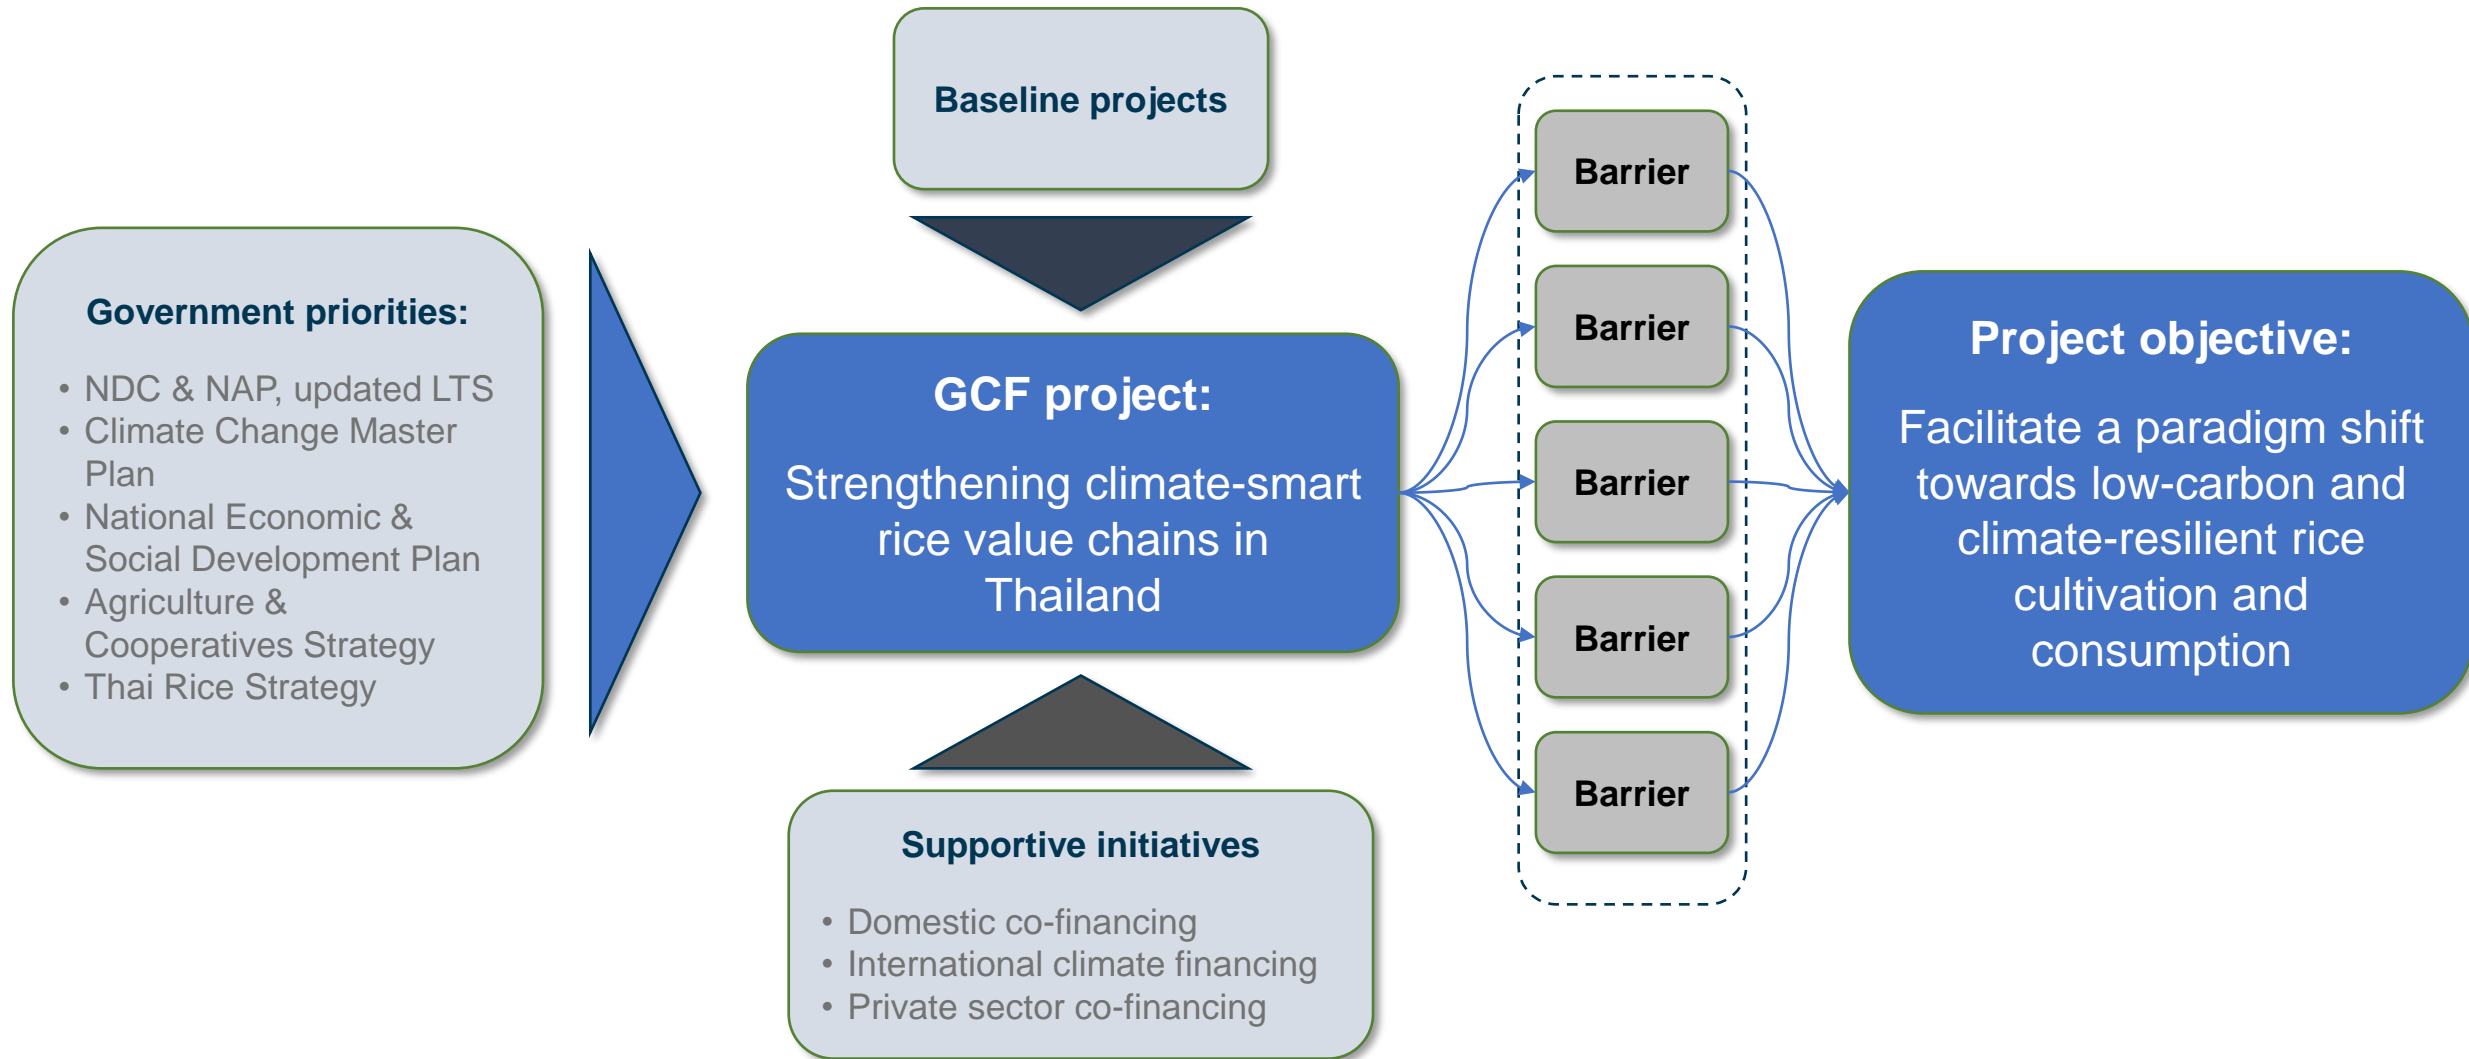 Baseline projects
Government priorities:
• NDC & NAP, updated LTS
• Climate Change Master
Plan
• National Economic &
Social Development Plan
• Agriculture &
Cooperatives Strategy
• Thai Rice Strategy
GCF project:
Strengthening climate-smart
rice value chains in
Thailand
Supportive initiatives
• Domestic co-financing
• International climate financing
• Private sector co-financing
Barrier
Barrier
Barrier
Barrier
Barrier
Project objective:
Facilitate a paradigm shift
towards low-carbon and
climate-resilient rice
cultivation and
consumption